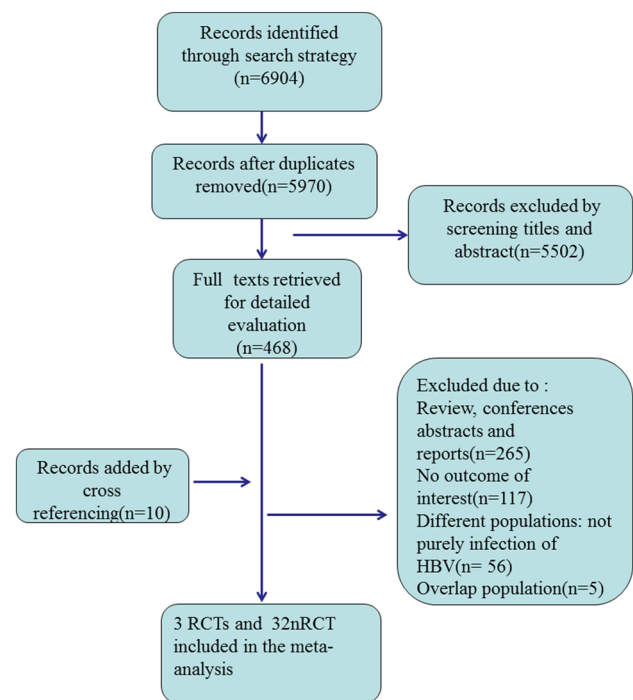 Records identified
through search strategy
(n=6904)
Records after duplicates
removed(n=5970)
Records excluded by
screening titles and
abstract(n=5502)
Full texts retrieved
for detailed
evaluation
(n=468)
Excluded due to :
Review, conferences
abstracts and
reports(n=265)
No outcome of
interest(n=117)
Different populations: not
purely infection of
HBV(n= 56)
Overlap population(n=5)
Records added by
cross
referencing(n=10)
3 RCTs and 32nRCT
included in the meta-
analysis